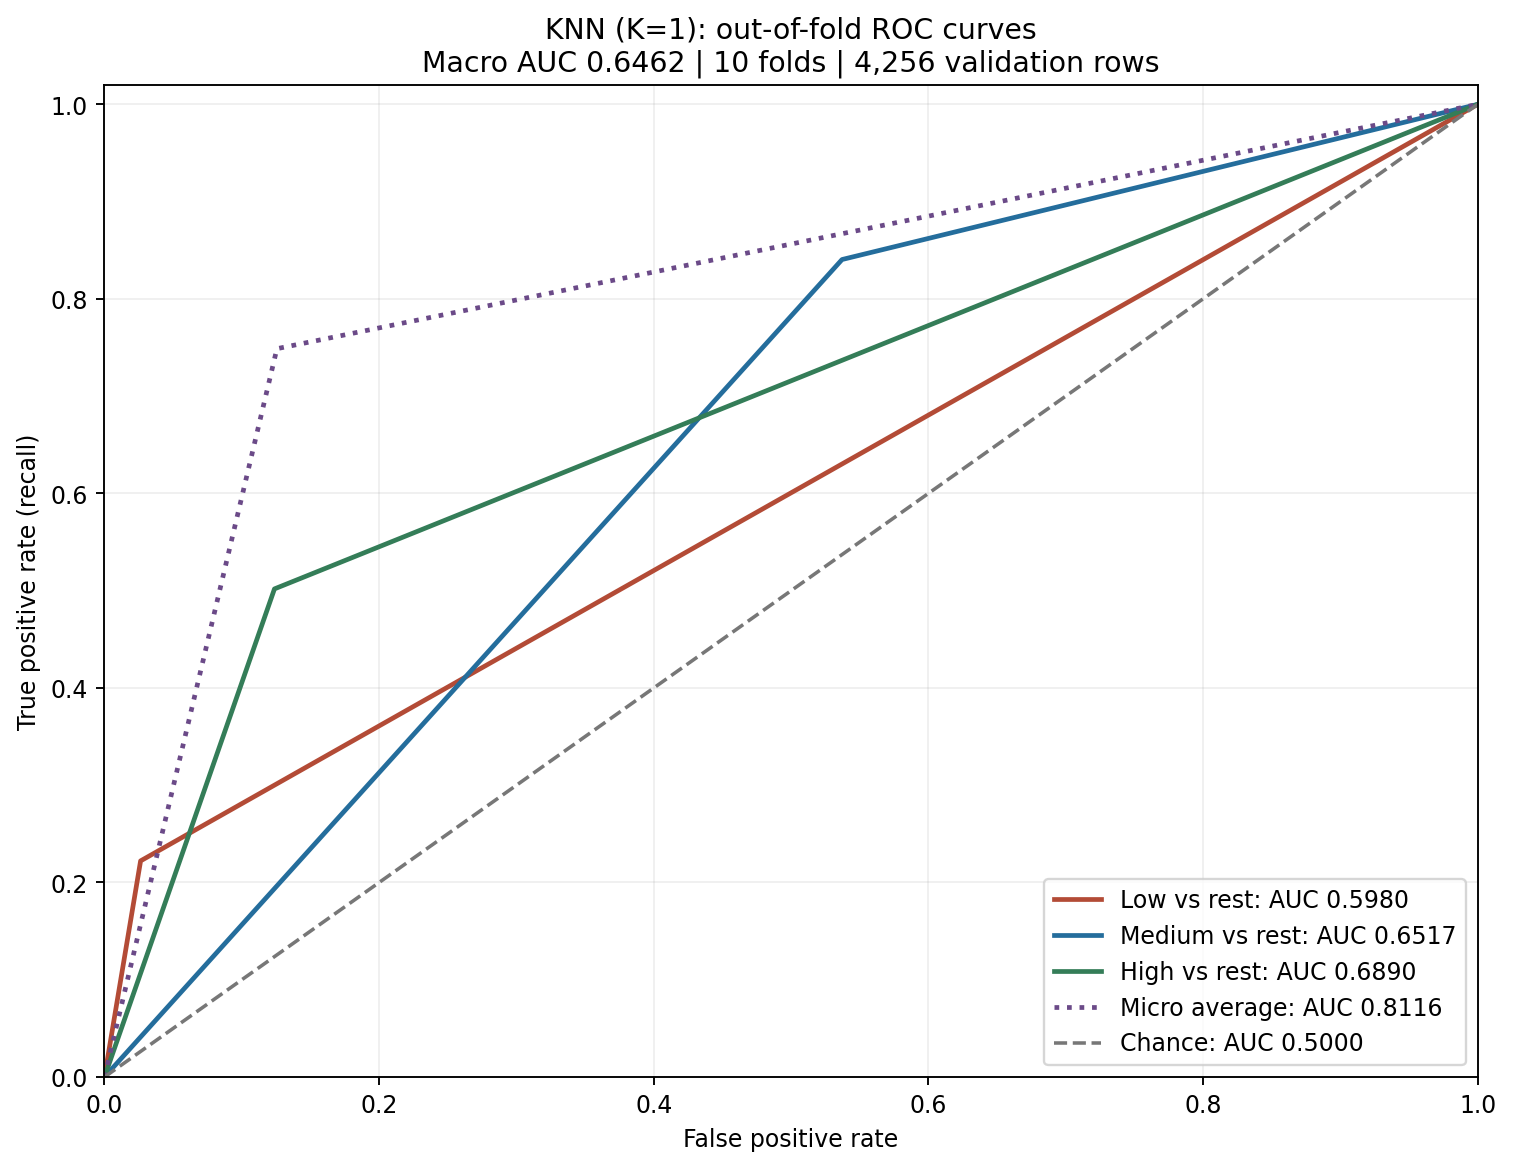 KNN (K=1): out-of-fold ROC curves
Macro AUC 0.6462 | 10 folds | 4,256 validation rows
1.0
0.8
0.6
0.4
0.2
0.0
True positive rate (recall)
Low vs rest: AUC 0.5980
Medium vs rest: AUC 0.6517
High vs rest: AUC 0.6890
Micro average: AUC 0.8116
Chance: AUC 0.5000
0.0 0.2 0.4 0.6 0.8 1.0
False positive rate